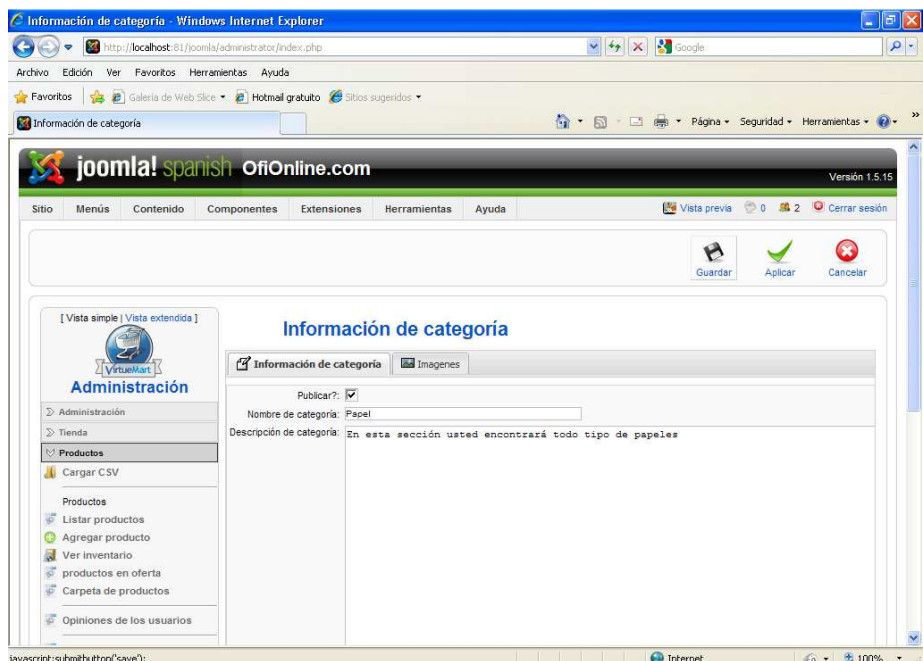 Información de categoría - Windows Internet Explorer
http://localhost:81/joomla/administrator/index.php
Google
Archivo Edición Ver Favoritos Herramientas Ayuda
Favoritos Galería de Web Slice Hotmail gratuito Sitios sugeridos
Información de categoría
Página Seguridad Herramientas
joomla! spanish OfiOnline.com
Versión 1.5.15
Sitio Menús Contenido Componentes Extensiones Herramientas Ayuda
Vista previa 0 2 Cerrar sesión
Guardar Aplicar Cancelar
[ Vista simple | Vista extendida ]
VirtueMart
Administración
Administración
Tienda
Productos
Cargar CSV
Productos
Listar productos
Agregar producto
Ver inventario
productos en oferta
Carpeta de productos
Opiniones de los usuarios
Información de categoría
Información de categoría Imagenes
Publicar?:
Nombre de categoría: Papel
Descripción de categoría: En esta sección usted encontrará todo tipo de papeles
javascript:submitbutton('save');
Internet
100%